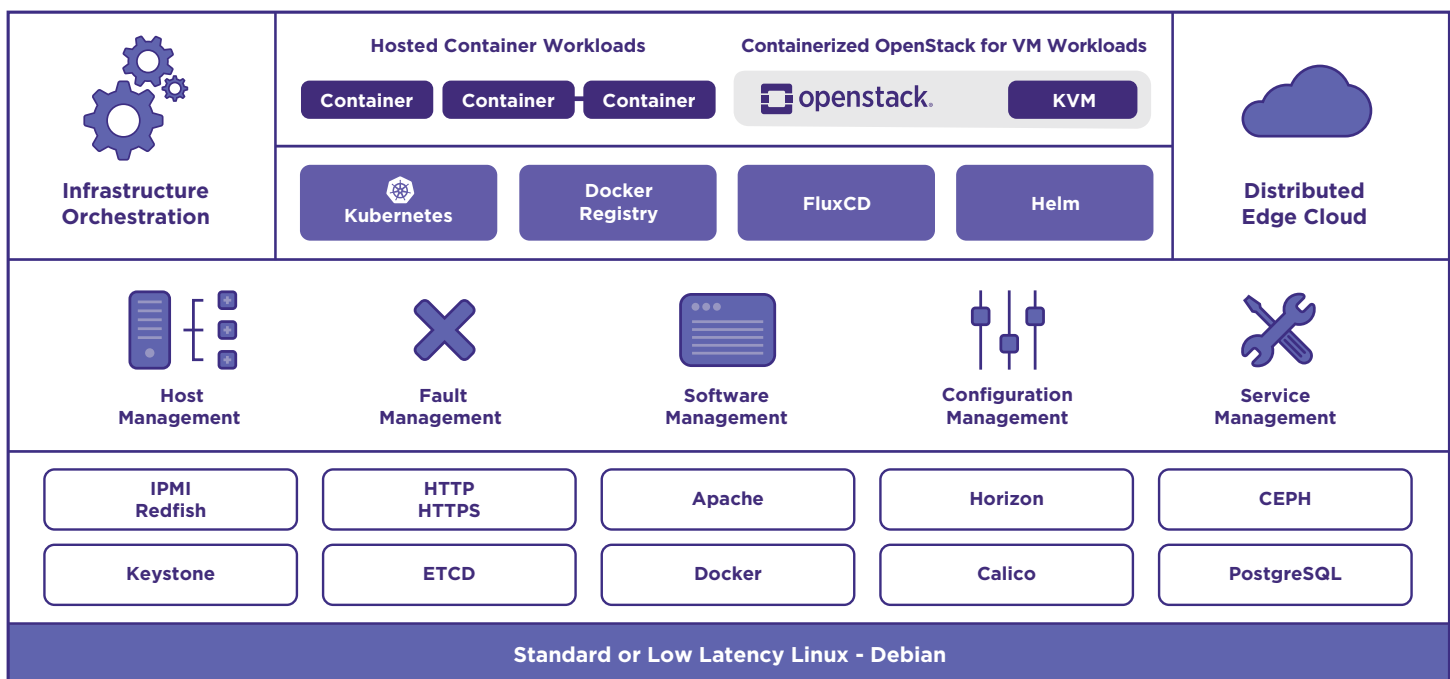 Infrastructure
Orchestration
Hosted Container Workloads
Container
Container
Container
Containerized OpenStack for VM Workloads
openstack.
KVM
Kubernetes
Docker
Registry
FluxCD
Helm
Distributed
Edge Cloud
Host
Management
Fault
Management
Software
Management
Configuration
Management
Service
Management
IPMI
Redfish
HTTP
HTTPS
Apache
Horizon
CEPH
Keystone
ETCD
Docker
Calico
PostgreSQL
Standard or Low Latency Linux - Debian